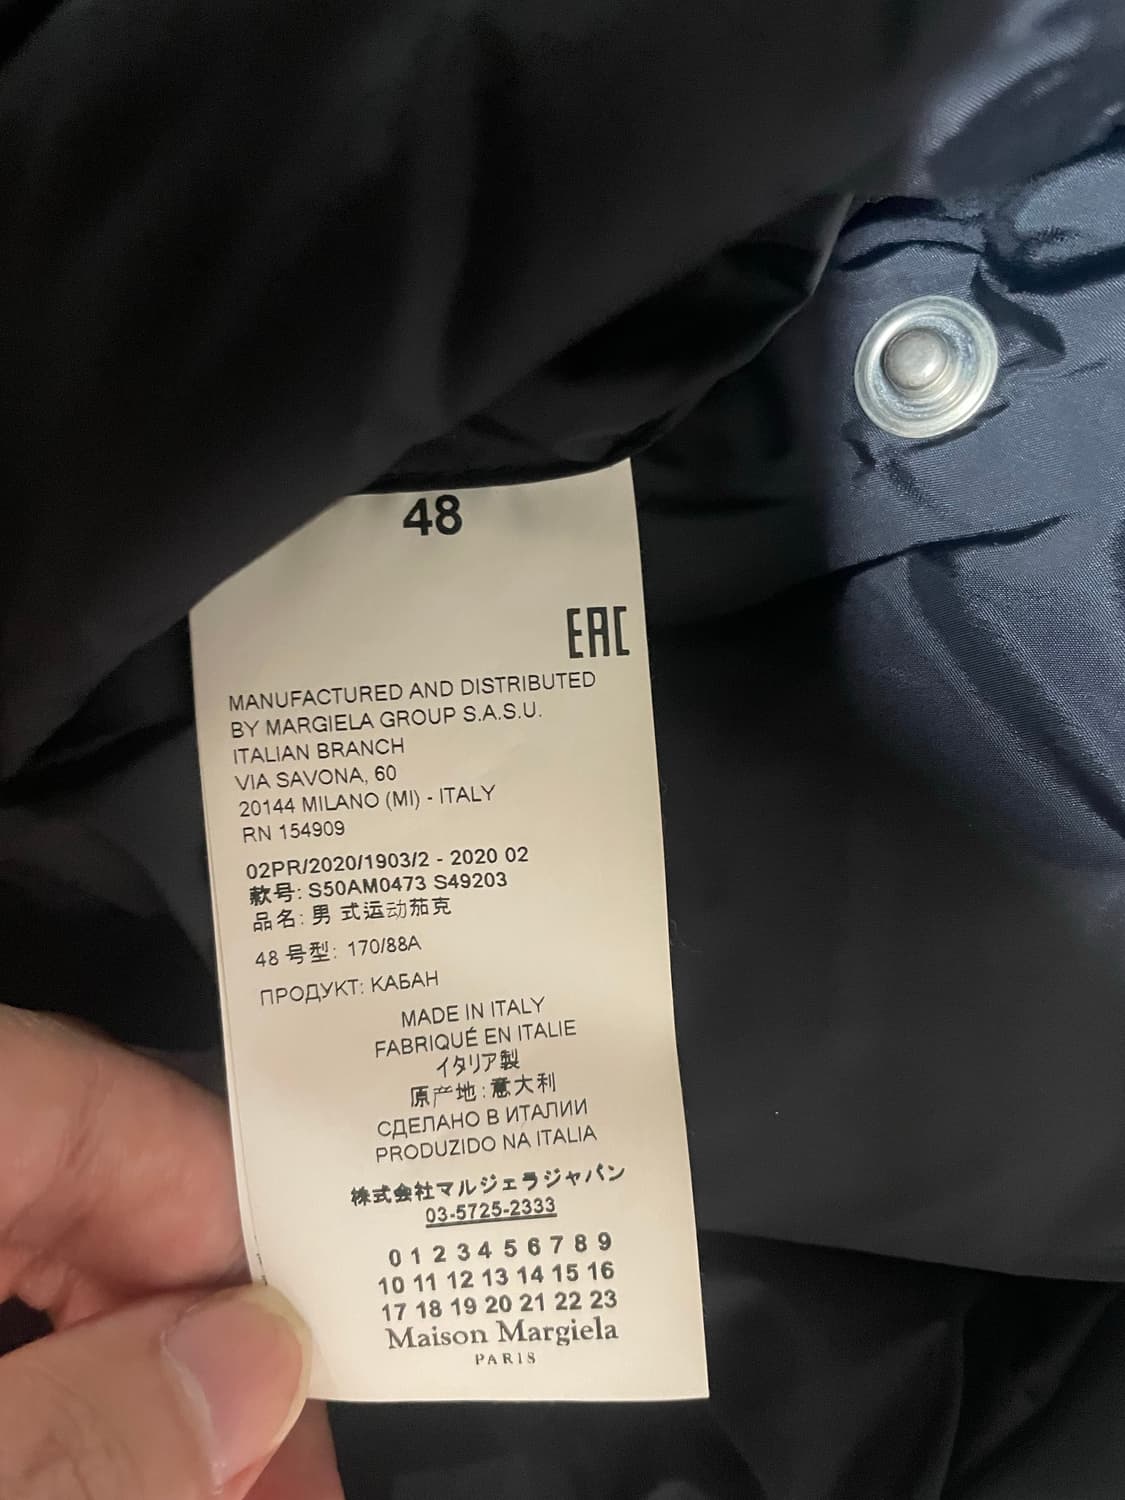 48
EAC
MANUFACTURED AND DISTRIBUTED
BY MARGIELA GROUP S.A.S.U.
ITALIAN BRANCH
VIA SAVONA, 60
20144 MILANO (MI) - ITALY
RN 154909
02PR/2020/1903/2 - 2020 02
款号: S50AM0473 S49203
品名: 男 式运动茄克
48 号型: 170/88A
ПРОДУКТ: КАБАН
MADE IN ITALY
FABRIQUÉ EN ITALIE
イタリア製
原产地:意大利
СДЕЛАНО В ИТАЛИИ
PRODUZIDO NA ITALIA
株式会社マルジェラジャパン
03-5725-2333
0 1 2 3 4 5 6 7 8 9
10 11 12 13 14 15 16
17 18 19 20 21 22 23
Maison Margiela
PARIS